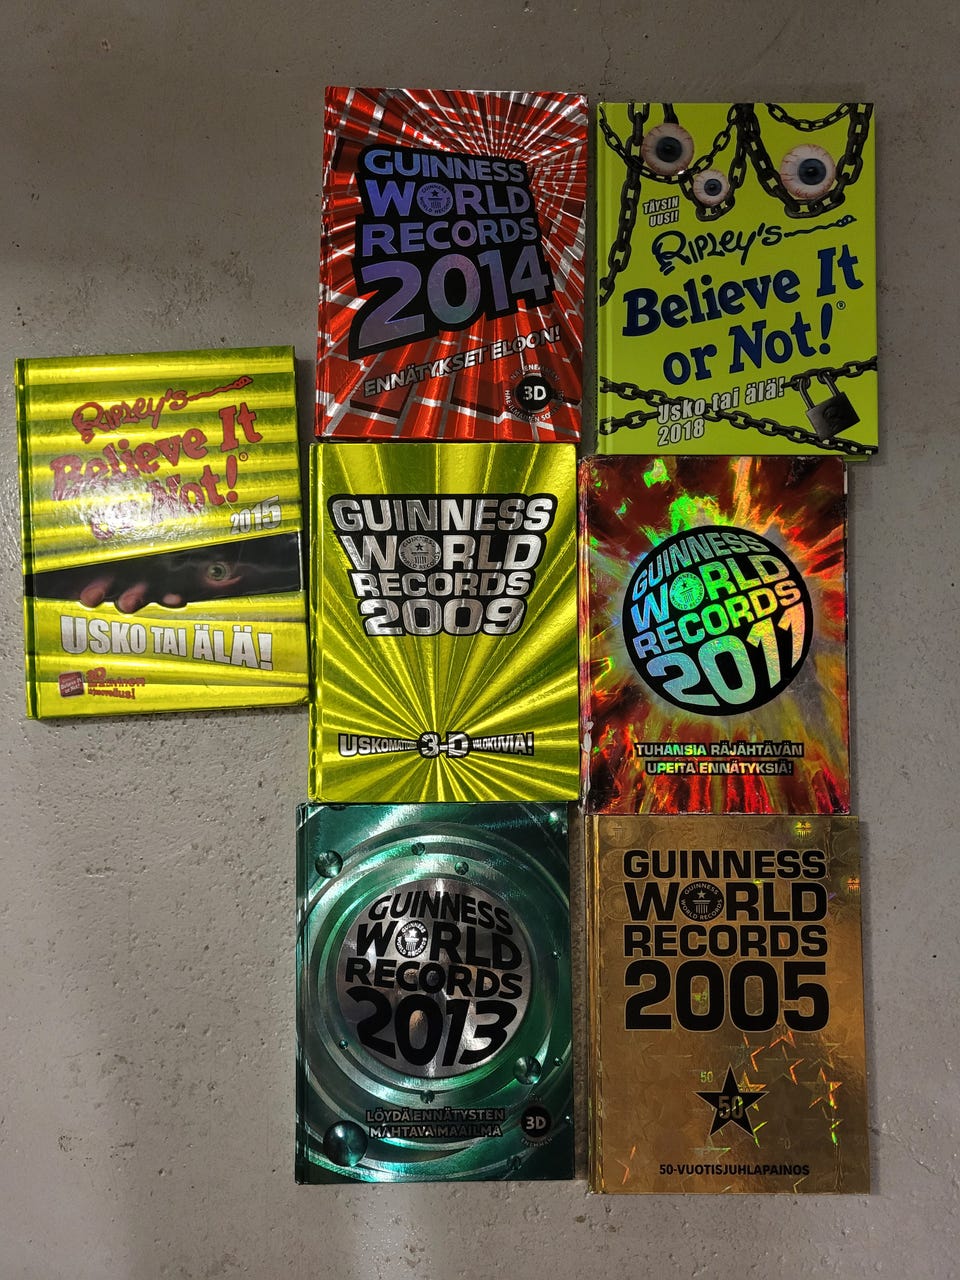 GUINNESS
WORLD
RECORDS
2014
ENNÄTYKSET ELOON!
3D
TÄYSIN
UUSI!
RIPLEY'S
Believe It
or Not!®
Usko tai älä!
2018
RIPLEY'S
Believe It
or Not!®
2015
USKO TAI ÄLÄ!
GUINNESS
WORLD
RECORDS
2009
USKOMATTOMIA 3-D VALOKUVIA!
GUINNESS
WORLD
RECORDS
2011
TUHANSIA RÄJÄHTÄVÄN
UPEITA ENNÄTYKSIÄ!
GUINNESS
WORLD
RECORDS
2013
LÖYDÄ ENNÄTYSTEN
MAHTAVA MAAILMA
3D
GUINNESS
WORLD
RECORDS
2005
50
50
50-VUOTISJUHLAPAINOS